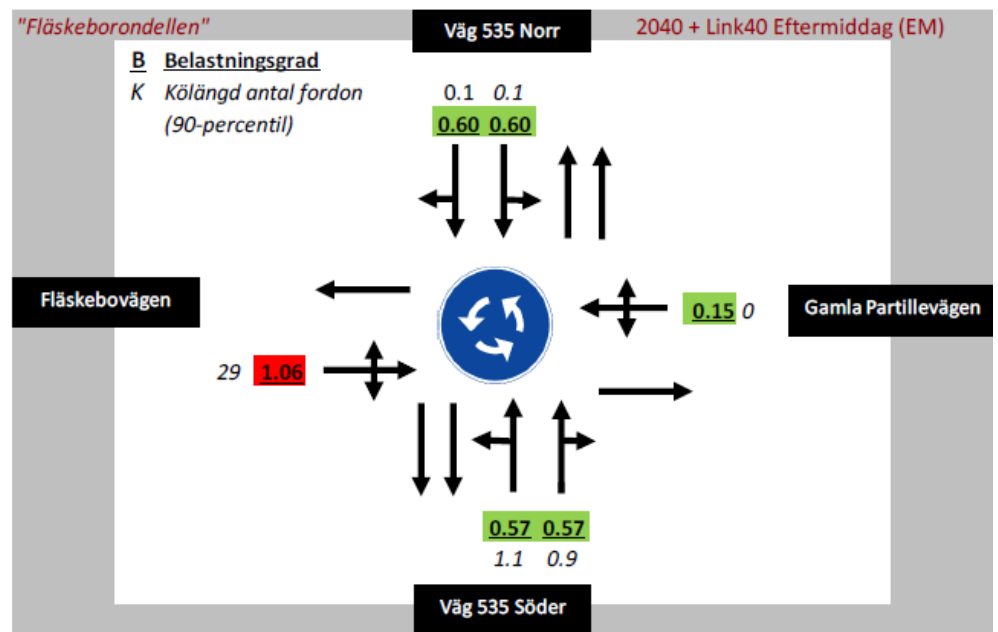 "Fläskeborondellen"
Väg 535 Norr
2040 + Link40 Eftermiddag (EM)
B Belastningsgrad
K Kölängd antal fordon
(90-percentil)
0.1 0.1
0.60 0.60
Fläskebovägen
0.15 0
Gamla Partillevägen
29 1.06
0.57 0.57
1.1 0.9
Väg 535 Söder